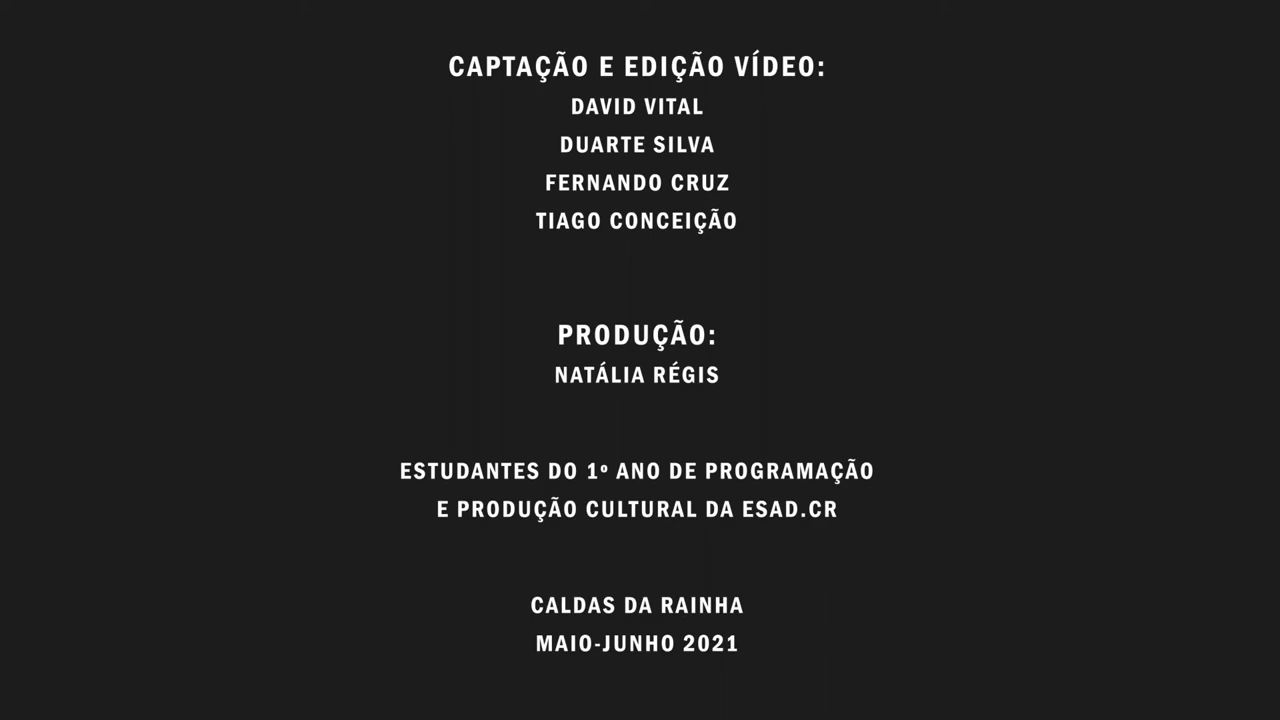 CAPTAÇÃO E EDIÇÃO VÍDEO:
DAVID VITAL
DUARTE SILVA
FERNANDO CRUZ
TIAGO CONCEIÇÃO
PRODUÇÃO:
NATÁLIA RÉGIS
ESTUDANTES DO 1º ANO DE PROGRAMAÇÃO
E PRODUÇÃO CULTURAL DA ESAD.CR
CALDAS DA RAINHA
MAIO-JUNHO 2021